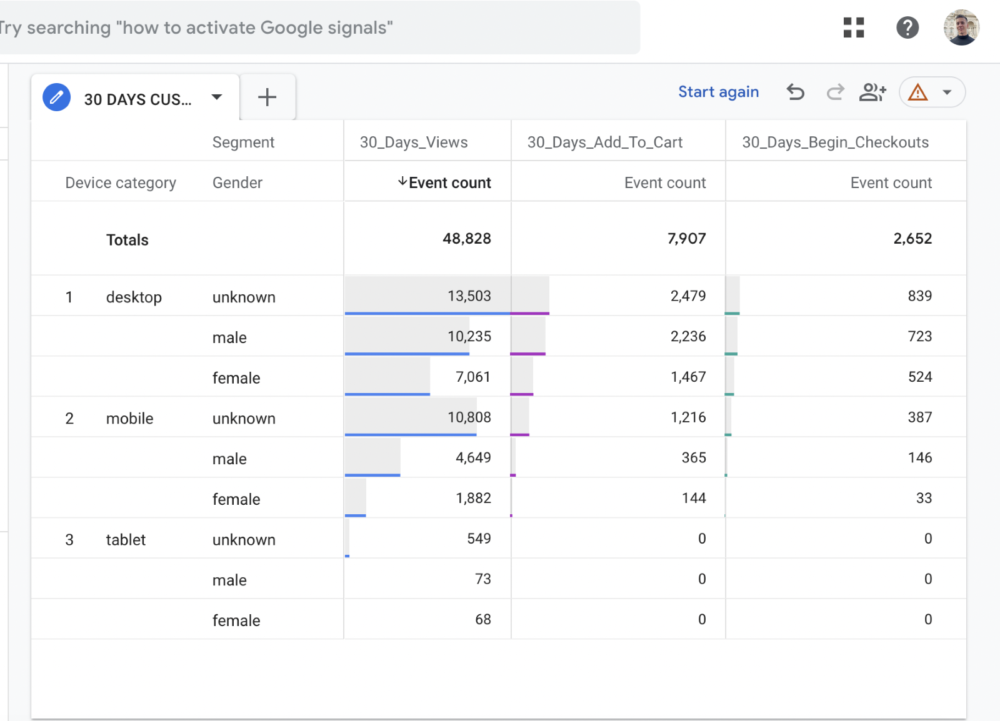 Try searching "how to activate Google signals"
30 DAYS CUS...
Start again
Segment 30_Days_Views 30_Days_Add_To_Cart 30_Days_Begin_Checkouts
Device category Gender ↓Event count Event count Event count
Totals 48,828 7,907 2,652
1 desktop unknown 13,503 2,479 839
male 10,235 2,236 723
female 7,061 1,467 524
2 mobile unknown 10,808 1,216 387
male 4,649 365 146
female 1,882 144 33
3 tablet unknown 549 0 0
male 73 0 0
female 68 0 0